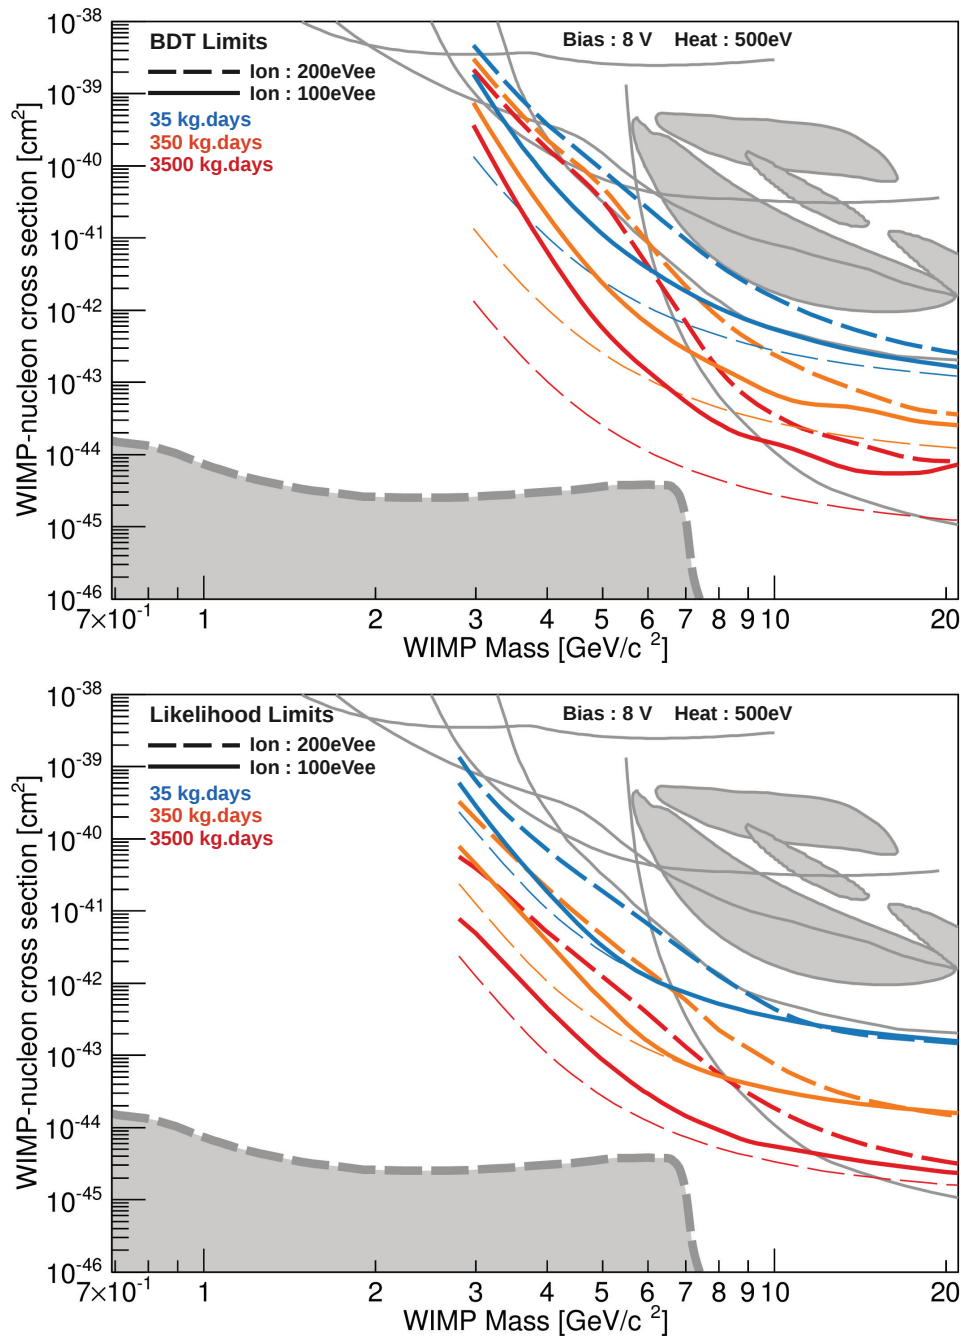 10⁻³⁸
BDT Limits
Bias : 8 V Heat : 500eV
Ion : 200eVee
Ion : 100eVee
10⁻³⁹
35 kg.days
350 kg.days
3500 kg.days
10⁻⁴⁰
10⁻⁴¹
10⁻⁴²
10⁻⁴³
10⁻⁴⁴
10⁻⁴⁵
10⁻⁴⁶
WIMP-nucleon cross section [cm²]
7×10⁻¹ 1 2 3 4 5 6 7 8 9 10 20
WIMP Mass [GeV/c ²]
10⁻³⁸
Likelihood Limits
Bias : 8 V Heat : 500eV
Ion : 200eVee
Ion : 100eVee
10⁻³⁹
35 kg.days
350 kg.days
3500 kg.days
10⁻⁴⁰
10⁻⁴¹
10⁻⁴²
10⁻⁴³
10⁻⁴⁴
10⁻⁴⁵
10⁻⁴⁶
WIMP-nucleon cross section [cm²]
7×10⁻¹ 1 2 3 4 5 6 7 8 9 10 20
WIMP Mass [GeV/c ²]